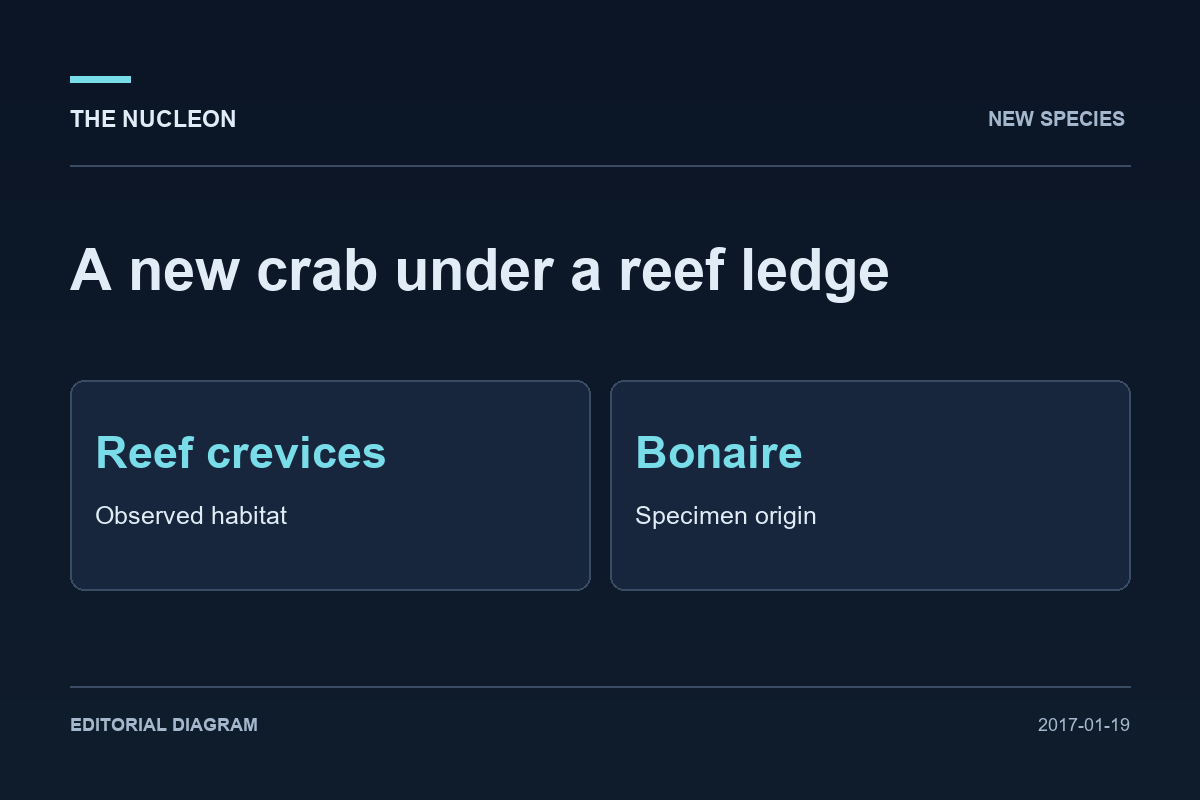 THE NUCLEON
NEW SPECIES
A new crab under a reef ledge
Reef crevices
Observed habitat
Bonaire
Specimen origin
EDITORIAL DIAGRAM
2017-01-19